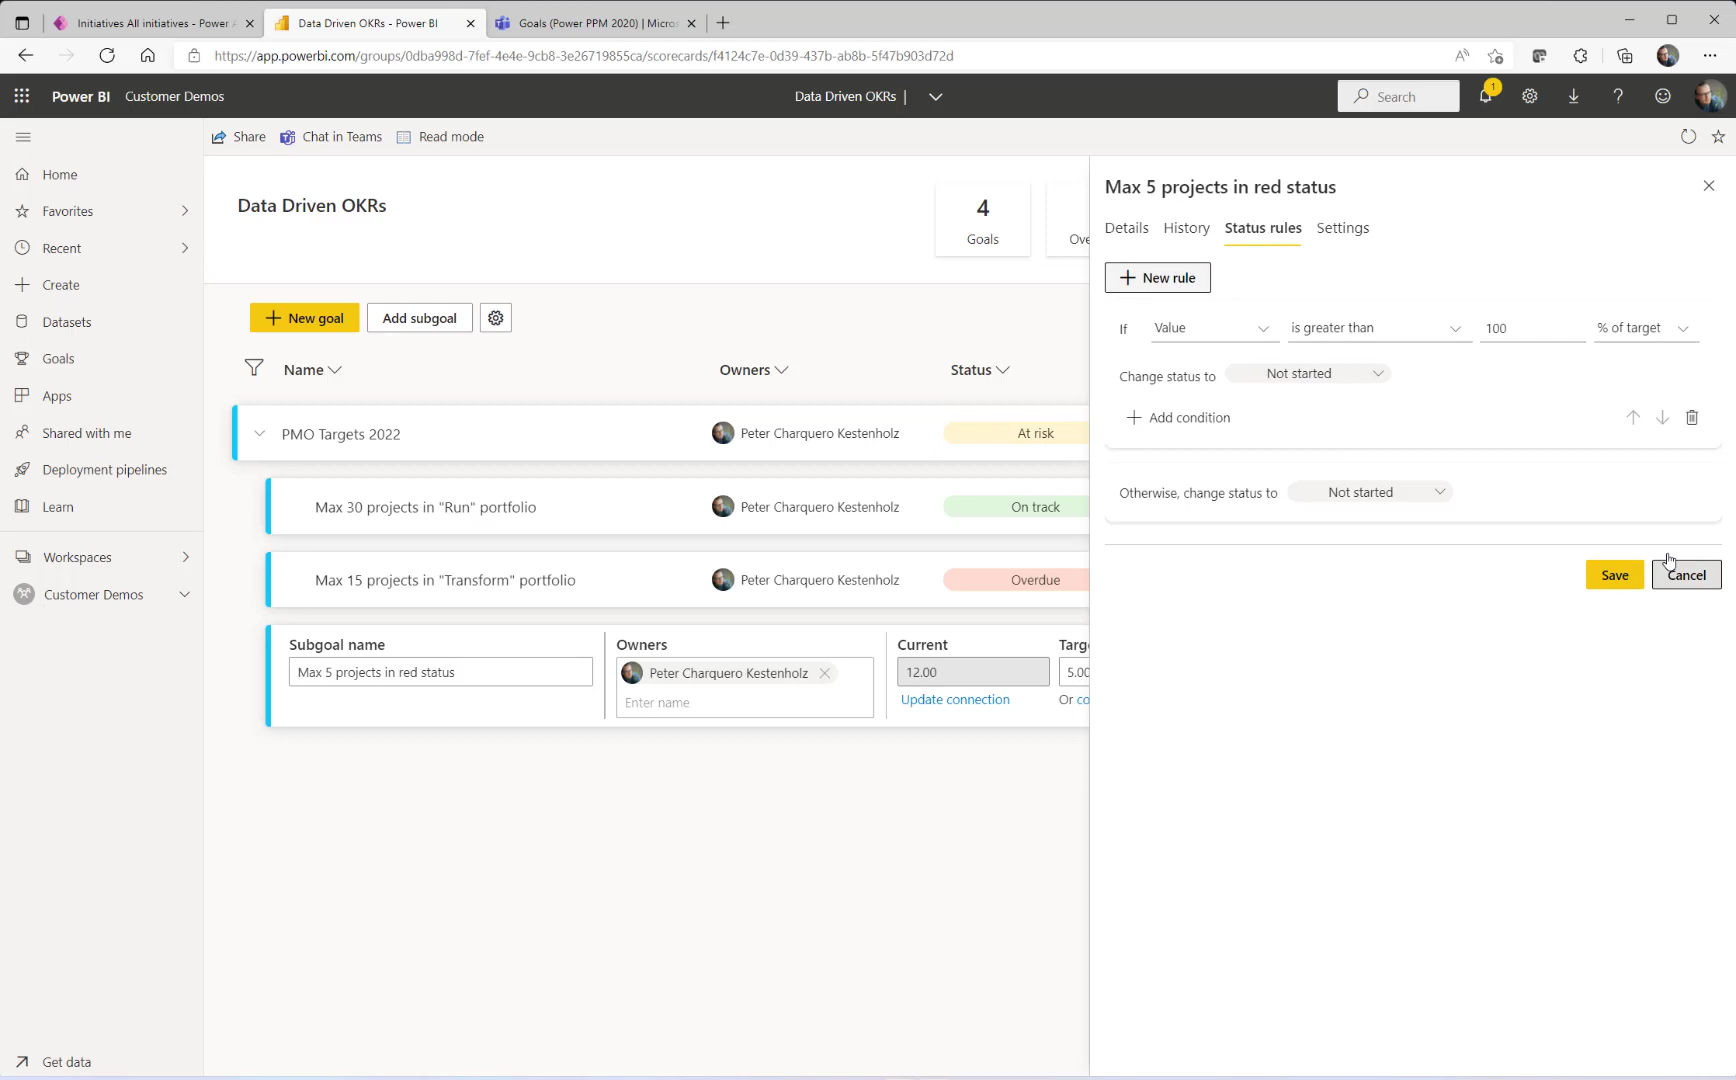 Initiatives All initiatives - Power A
Data Driven OKRs - Power BI
Goals (Power PPM 2020) | Micros
https://app.powerbi.com/groups/0dba998d-7fef-4e4e-9cb8-3e26719855ca/scorecards/f4124c7e-0d39-437b-ab8b-5f47b903d72d
Power BI Customer Demos
Data Driven OKRs |
Search
1
Share
Chat in Teams
Read mode
Home
Favorites
Recent
Create
Datasets
Goals
Apps
Shared with me
Deployment pipelines
Learn
Workspaces
Customer Demos
Get data
Data Driven OKRs
4
Goals
Ove
New goal
Add subgoal
Name
Owners
Status
PMO Targets 2022
Peter Charquero Kestenholz
At risk
Max 30 projects in "Run" portfolio
Peter Charquero Kestenholz
On track
Max 15 projects in "Transform" portfolio
Peter Charquero Kestenholz
Overdue
Subgoal name
Max 5 projects in red status
Owners
Peter Charquero Kestenholz
Enter name
Current
12.00
Update connection
Targ
5.00
Or co
Max 5 projects in red status
Details History Status rules Settings
New rule
If Value is greater than 100 % of target
Change status to Not started
Add condition
Otherwise, change status to Not started
Save
Cancel